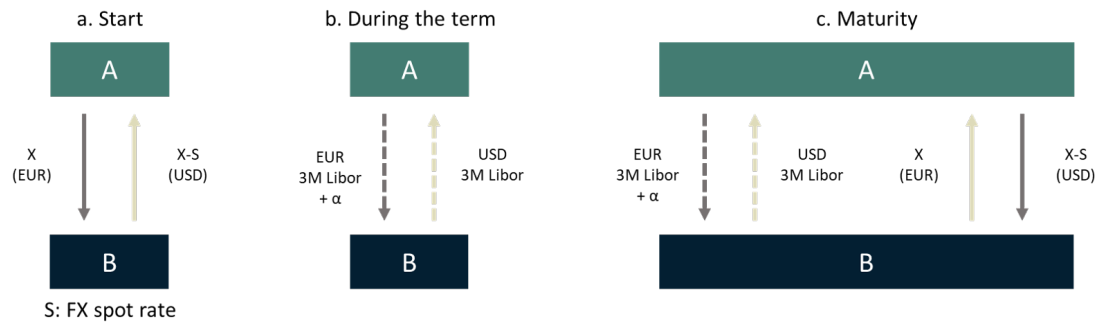 a. Start
A
X
(EUR)
X-S
(USD)
B
S: FX spot rate
b. During the term
A
EUR
3M Libor
+ α
USD
3M Libor
B
c. Maturity
A
EUR
3M Libor
+ α
USD
3M Libor
X
(EUR)
X-S
(USD)
B